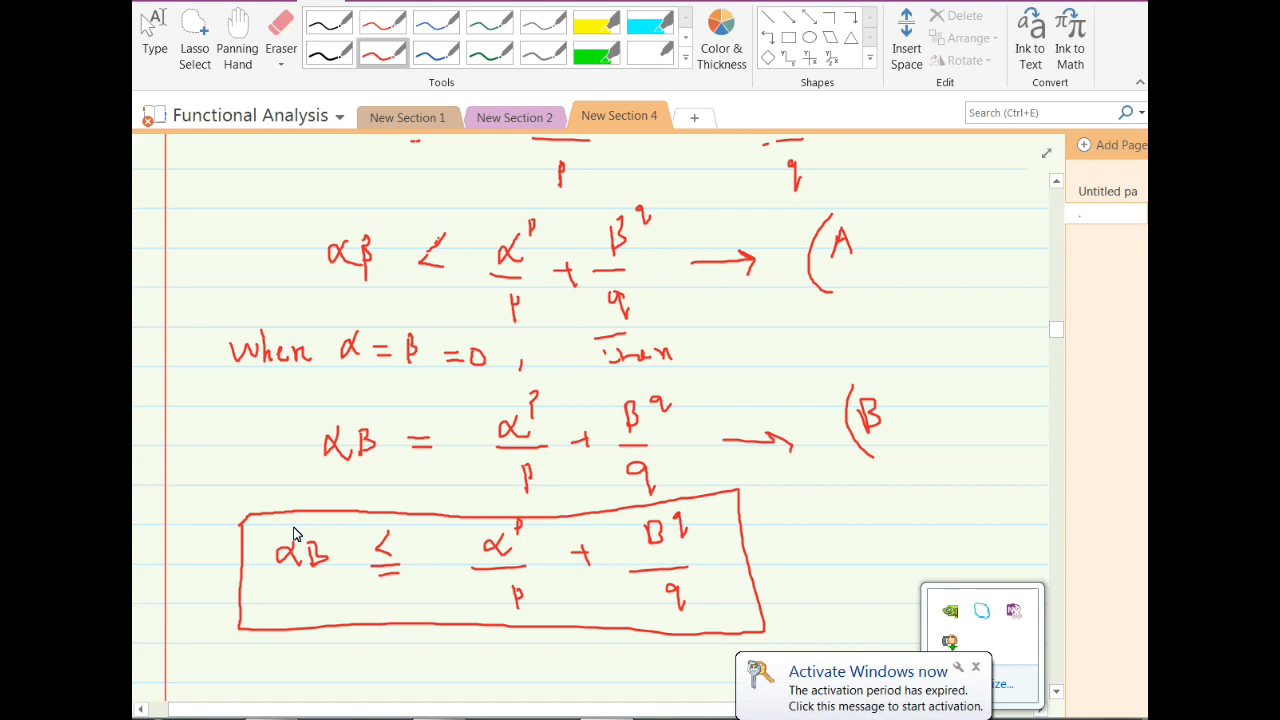 Type
Lasso Select
Panning Hand
Eraser
Color & Thickness
Insert Space
Delete
Arrange
Rotate
Ink to Text
Ink to Math
Tools
Shapes
Edit
Convert
Functional Analysis
New Section 1
New Section 2
New Section 4
Search (Ctrl+E)
Add Page
Untitled pa
p q
αβ < α^p/p + β^q/q → (A
When α = β = 0, then
αB = α^p/p + B^q/q → (B
αB ≤ α^p/p + B^q/q
ize...
Activate Windows now
The activation period has expired.
Click this message to start activation.